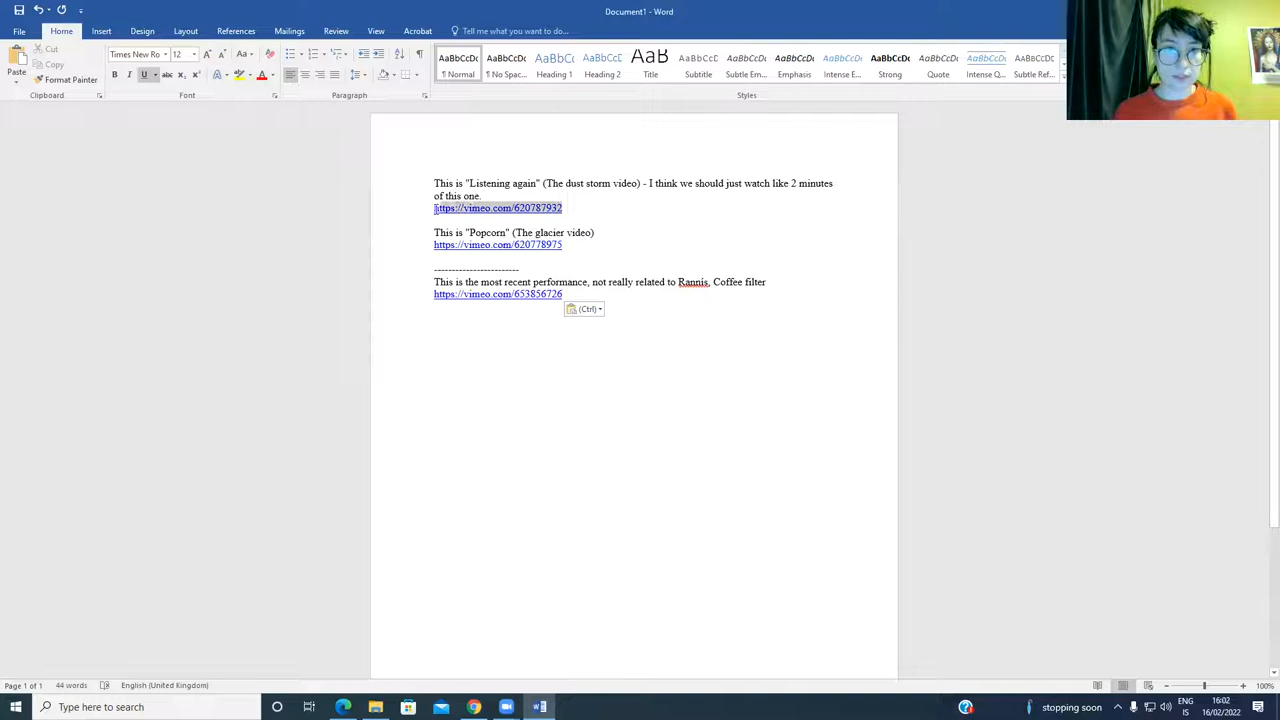 Document1 - Word
File
Home
Insert
Design
Layout
References
Mailings
Review
View
Acrobat
Tell me what you want to do...
Paste
Cut
Copy
Format Painter
Clipboard
Times New Ro
12
Font
Paragraph
AaBbCcDc
¶ Normal
AaBbCcDc
¶ No Spac...
AaBbCc
Heading 1
AaBbCcC
Heading 2
AaB
Title
AaBbCcD
Subtitle
AaBbCcDc
Subtle Em...
AaBbCcDc
Emphasis
AaBbCcDc
Intense E...
AaBbCcDc
Strong
AaBbCcDc
Quote
AaBbCcDc
Intense Q...
AaBbCcDc
Subtle Ref...
Styles
This is "Listening again" (The dust storm video) - I think we should just watch like 2 minutes
of this one.
https://vimeo.com/620787932
This is "Popcorn" (The glacier video)
https://vimeo.com/620778975
------------------------
This is the most recent performance, not really related to Rannís, Coffee filter
https://vimeo.com/653856726
(Ctrl)
Page 1 of 1
44 words
English (United Kingdom)
100%
Type here to search
stopping soon
ENG
IS
16:02
16/02/2022